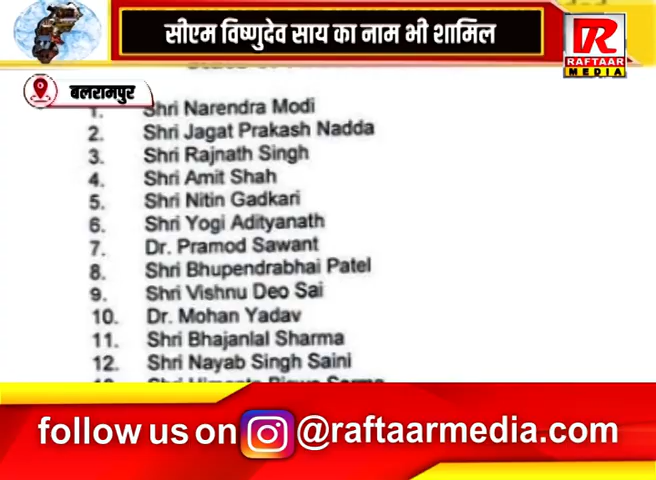 सीएम विष्णुदेव साय का नाम भी शामिल
R
RAFTAAR
MEDIA
बलरामपुर
1. Shri Narendra Modi
2. Shri Jagat Prakash Nadda
3. Shri Rajnath Singh
4. Shri Amit Shah
5. Shri Nitin Gadkari
6. Shri Yogi Adityanath
7. Dr. Pramod Sawant
8. Shri Bhupendrabhai Patel
9. Shri Vishnu Deo Sai
10. Dr. Mohan Yadav
11. Shri Bhajanlal Sharma
12. Shri Nayab Singh Saini
follow us on @raftaarmedia.com